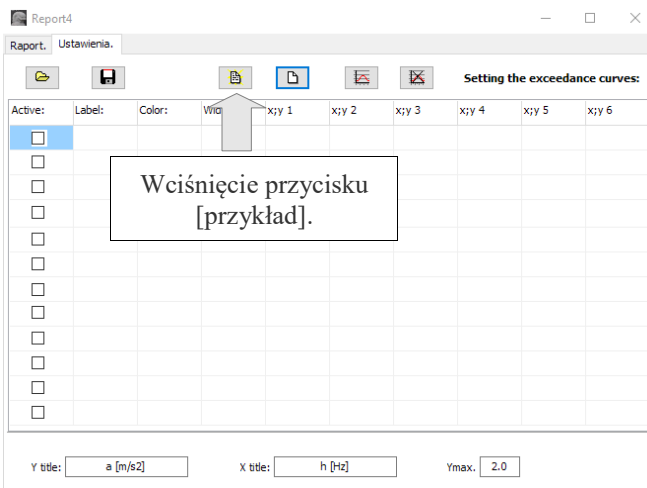 Report4
Raport. Ustawienia.
Setting the exceedance curves:
Active: Label: Color: x;y 1 x;y 2 x;y 3 x;y 4 x;y 5 x;y 6
Wciśnięcie przycisku
[przykład].
Y title: a [m/s2] X title: h [Hz] Ymax. 2.0